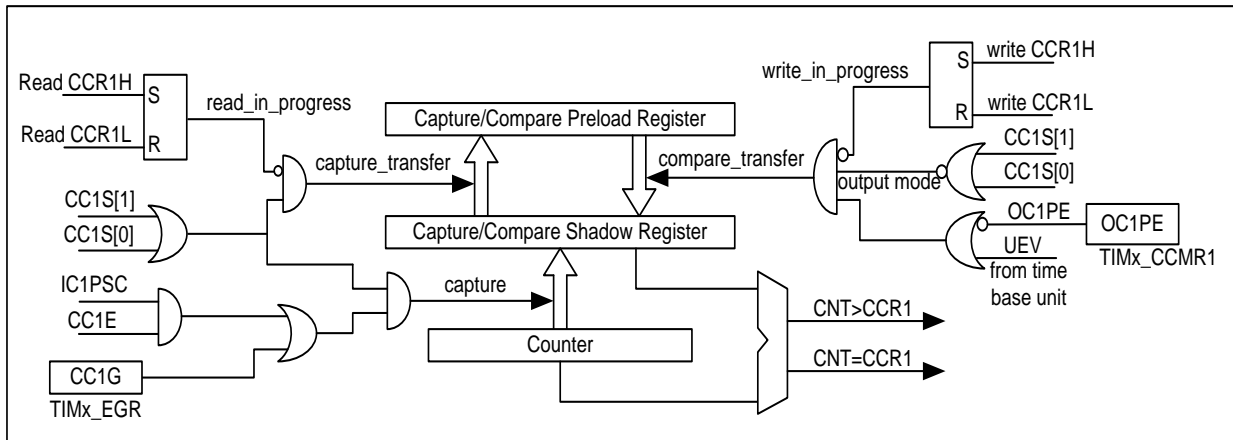 Read CCR1H
S
read_in_progress
Read CCR1L
R
Capture/Compare Preload Register
write_in_progress
S
write CCR1H
R
write CCR1L
CC1S[1]
CC1S[0]
capture_transfer
compare_transfer
output mode
CC1S[1]
CC1S[0]
Capture/Compare Shadow Register
OC1PE
OC1PE
UEV
TIMx_CCMR1
from time
base unit
IC1PSC
CC1E
capture
CNT>CCR1
Counter
CNT=CCR1
CC1G
TIMx_EGR